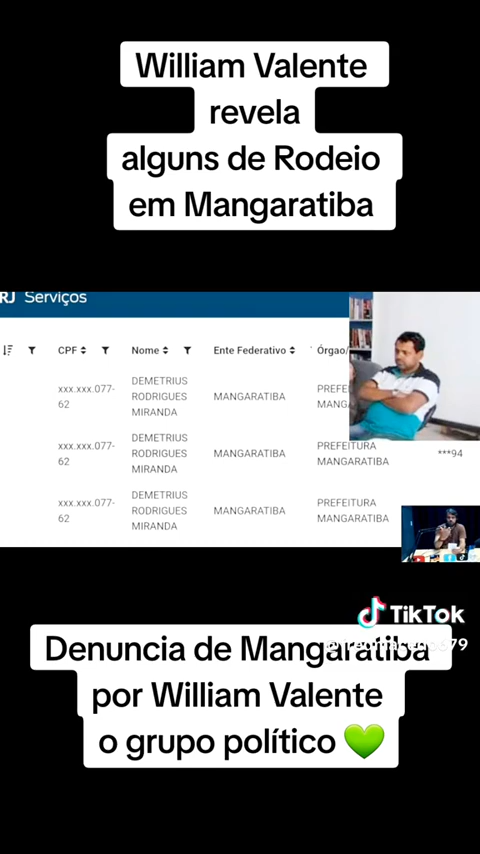 William Valente
revela
alguns de Rodeio
em Mangaratiba
RJ Serviços
CPF Nome Ente Federativo Órgão/
xxx.xxx.077-62 DEMETRIUS RODRIGUES MIRANDA MANGARATIBA
xxx.xxx.077-62 DEMETRIUS RODRIGUES MIRANDA MANGARATIBA PREFEITURA MANGARATIBA ***94
xxx.xxx.077-62 DEMETRIUS RODRIGUES MIRANDA MANGARATIBA PREFEITURA MANGARATIBA
TikTok
Denuncia de Mangaratiba
por William Valente
o grupo político 💚